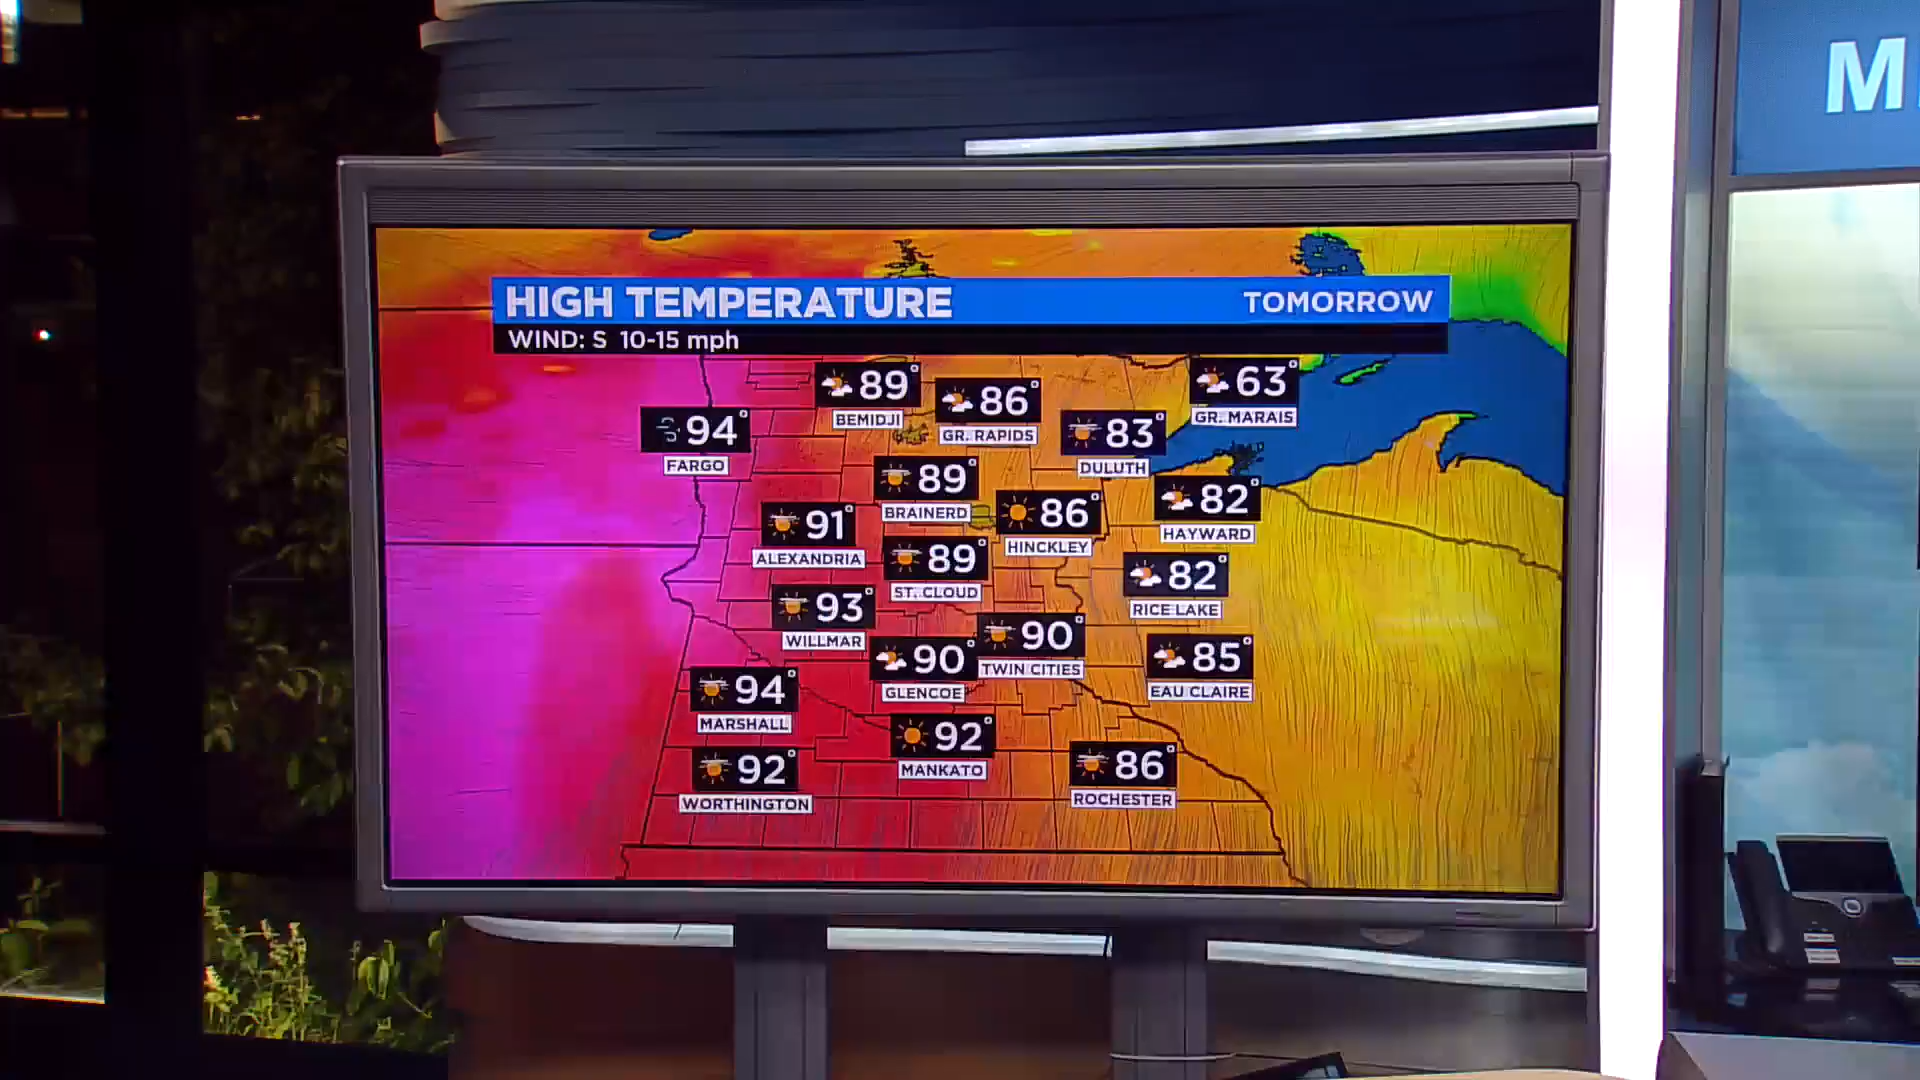 M
HIGH TEMPERATURE
TOMORROW
WIND: S 10-15 mph
89°
BEMIDJI
86°
GR. RAPIDS
63°
GR. MARAIS
94°
FARGO
83°
DULUTH
89°
BRAINERD
86°
HINCKLEY
82°
HAYWARD
91°
ALEXANDRIA
89°
ST. CLOUD
82°
RICE LAKE
93°
WILLMAR
90°
GLENCOE
90°
TWIN CITIES
85°
EAU CLAIRE
94°
MARSHALL
92°
MANKATO
92°
WORTHINGTON
86°
ROCHESTER